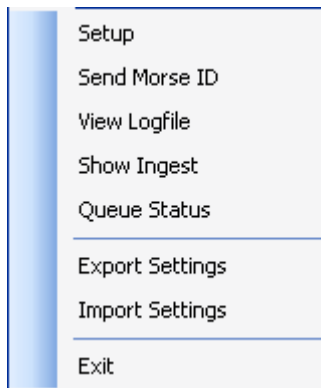 Setup
Send Morse ID
View Logfile
Show Ingest
Queue Status
Export Settings
Import Settings
Exit